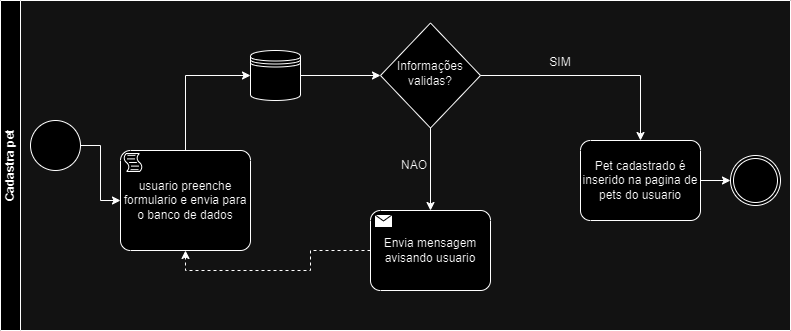 Cadastra pet
usuario preenche
formulario e envia para
o banco de dados
Informações
validas?
SIM
NAO
Envia mensagem
avisando usuario
Pet cadastrado é
inserido na pagina de
pets do usuario